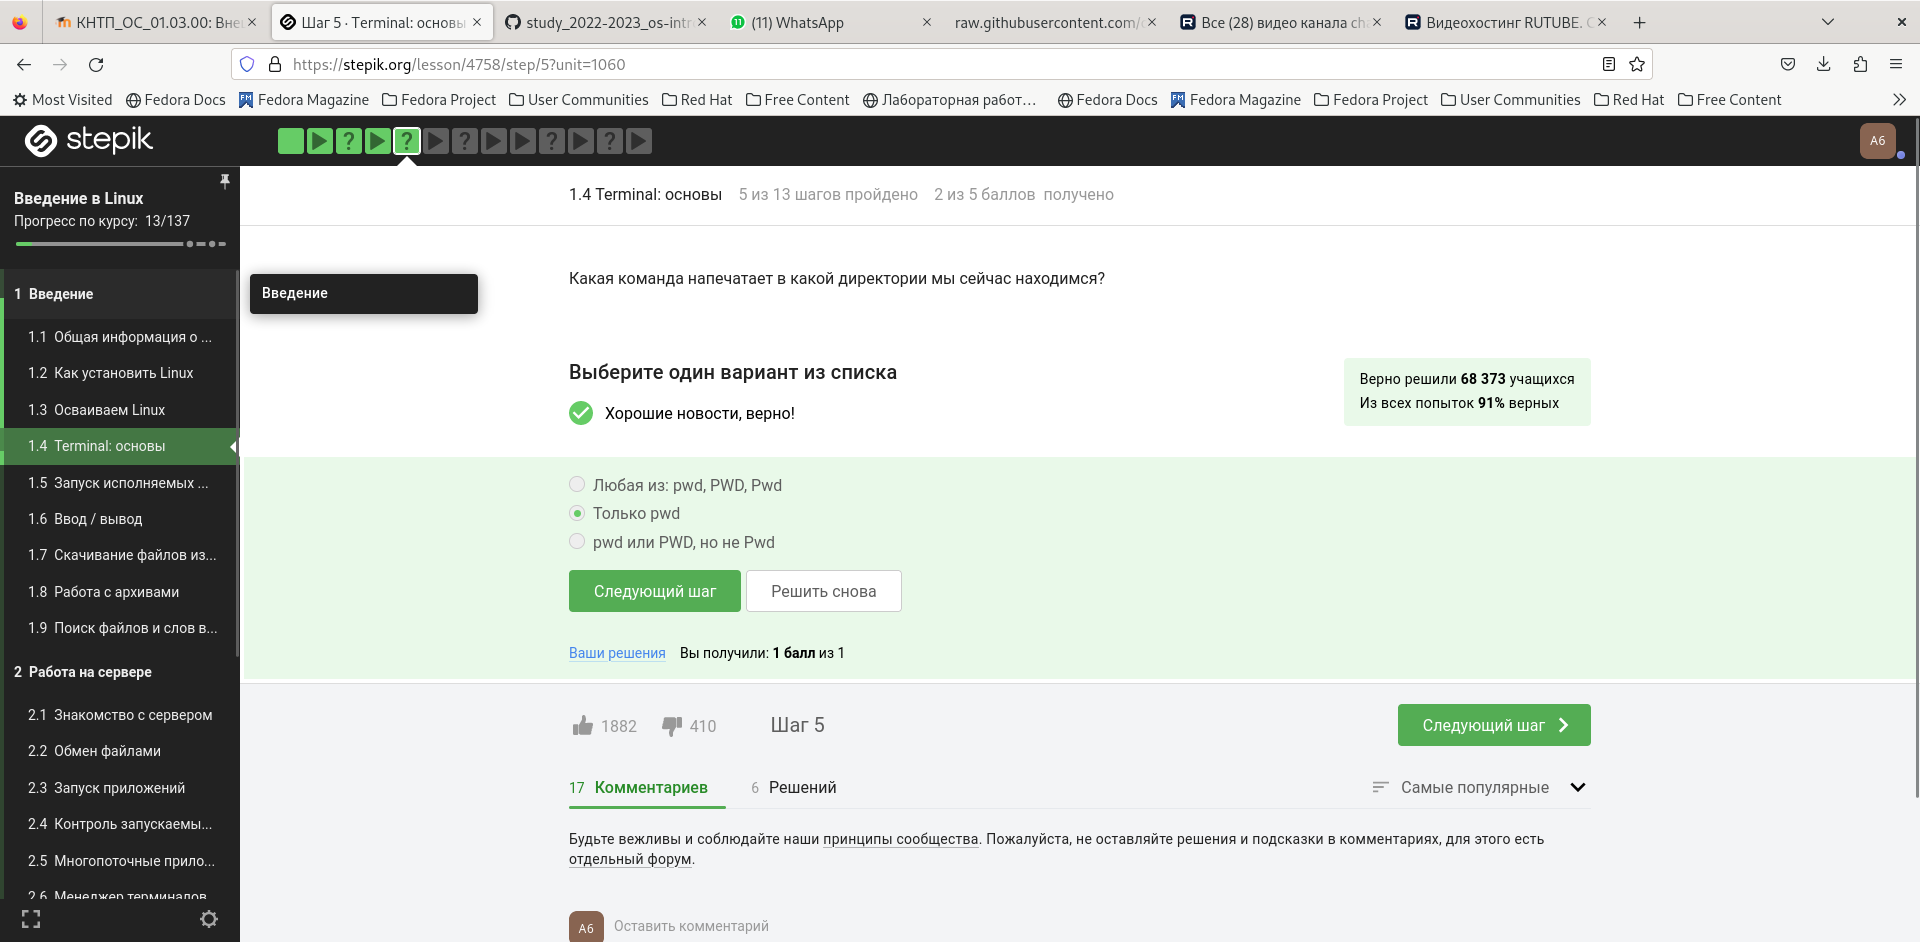 КНТП_ОС_01.03.00: Вне
Шаг 5 · Terminal: основы
study_2022-2023_os-intr
(11) WhatsApp
raw.githubusercontent.com/
Все (28) видео канала
Видеохостинг RUTUBE. С
https://stepik.org/lesson/4758/step/5?unit=1060
Most Visited
Fedora Docs
Fedora Magazine
Fedora Project
User Communities
Red Hat
Free Content
Лабораторная работ…
Fedora Docs
Fedora Magazine
Fedora Project
User Communities
Red Hat
Free Content
stepik
A6
Введение в Linux
Прогресс по курсу: 13/137
1 Введение
1.1 Общая информация о ...
1.2 Как установить Linux
1.3 Осваиваем Linux
1.4 Terminal: основы
1.5 Запуск исполняемых ...
1.6 Ввод / вывод
1.7 Скачивание файлов из...
1.8 Работа с архивами
1.9 Поиск файлов и слов в...
2 Работа на сервере
2.1 Знакомство с сервером
2.2 Обмен файлами
2.3 Запуск приложений
2.4 Контроль запускаемы...
2.5 Многопоточные прило...
2.6 Менеджер терминалов
Введение
1.4 Terminal: основы 5 из 13 шагов пройдено 2 из 5 баллов получено
Какая команда напечатает в какой директории мы сейчас находимся?
Выберите один вариант из списка
Хорошие новости, верно!
Верно решили 68 373 учащихся
Из всех попыток 91% верных
Любая из: pwd, PWD, Pwd
Только pwd
pwd или PWD, но не Pwd
Следующий шаг
Решить снова
Ваши решения Вы получили: 1 балл из 1
1882
410
Шаг 5
Следующий шаг
17 Комментариев
6 Решений
Самые популярные
Будьте вежливы и соблюдайте наши принципы сообщества. Пожалуйста, не оставляйте решения и подсказки в комментариях, для этого есть
отдельный форум.
A6
Оставить комментарий